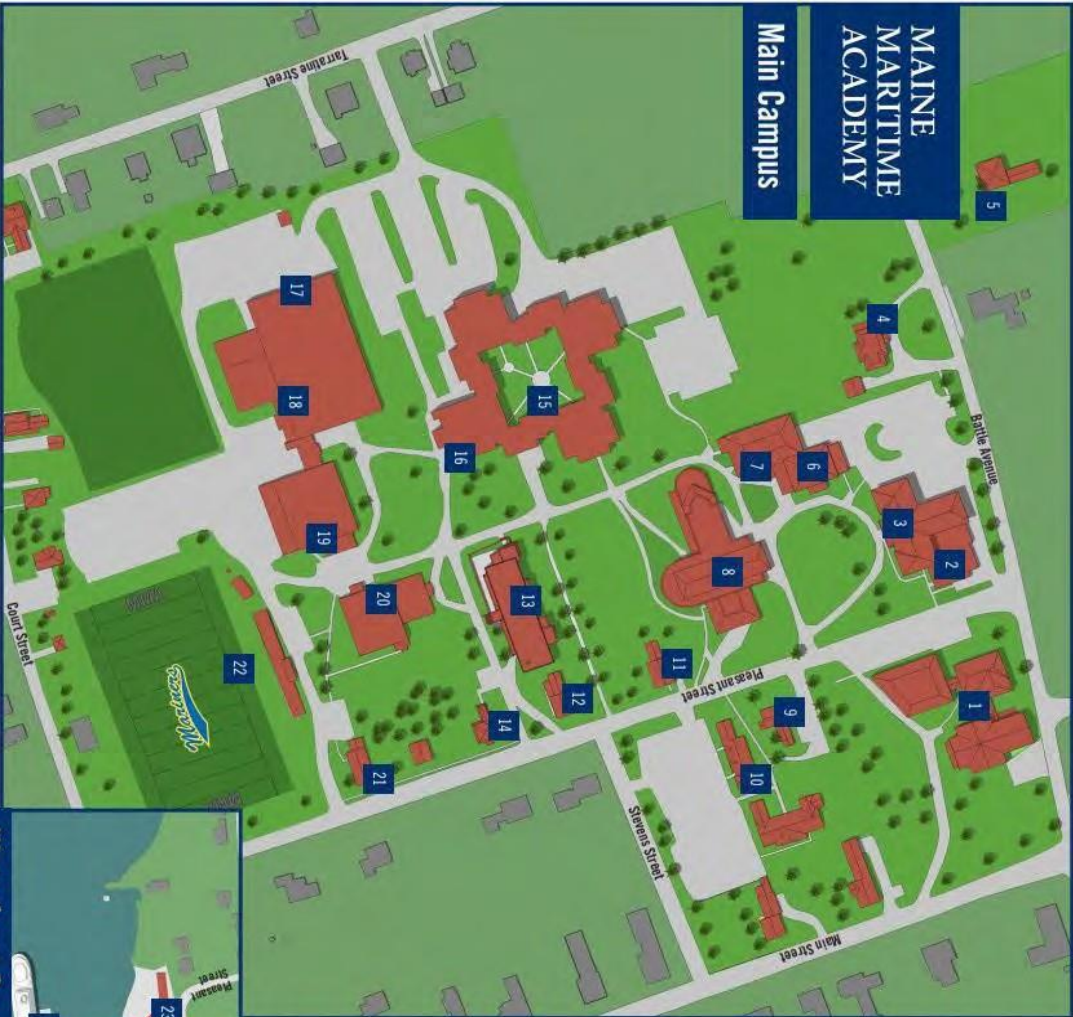 MAINE
MARITIME
ACADEMY
Main Campus
Tarratine Street
Battle Avenue
Pleasant Street
Stevens Street
Main Street
Court Street
Mariners
Pleasant
Street
1
2
3
4
5
6
7
8
9
10
11
12
13
14
15
16
17
18
19
20
21
22
23